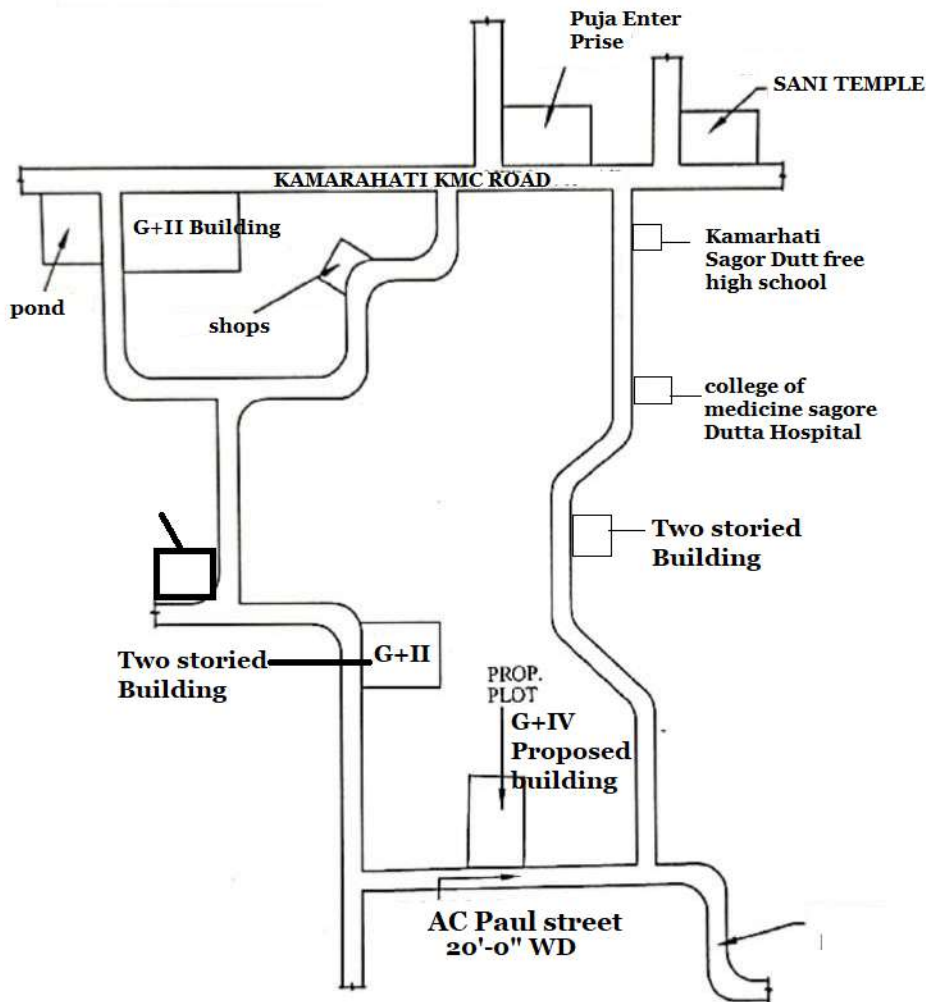 Puja Enter
Prise
SANI TEMPLE
KAMARAHATI KMC ROAD
G+II Building
Kamarhati
Sagor Dutt free
high school
pond
shops
college of
medicine sagore
Dutta Hospital
Two storied
Building
Two storied
Building
G+II
PROP.
PLOT
G+IV
Proposed
building
AC Paul street
20'-0" WD